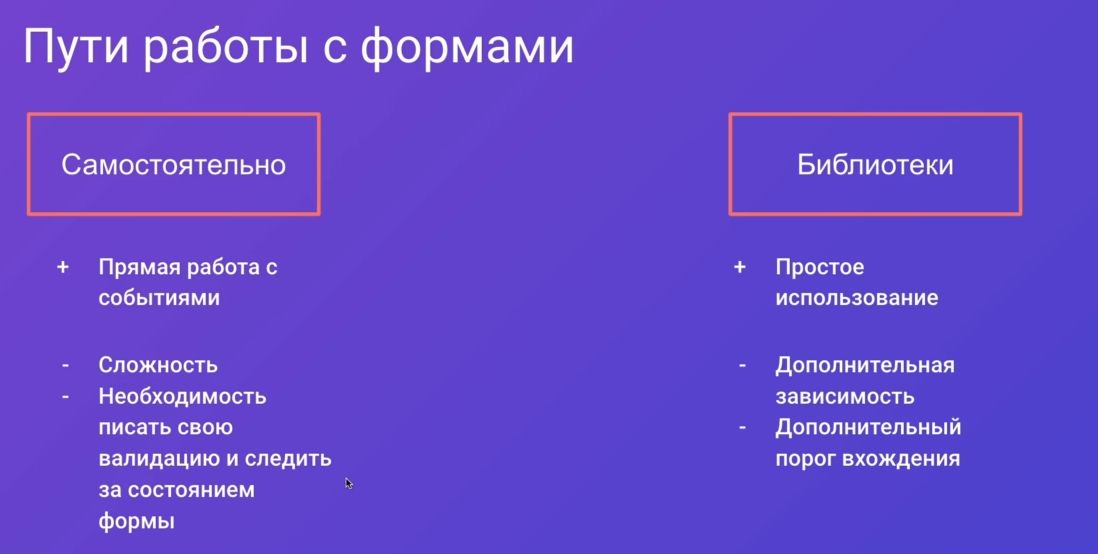 Пути работы с формами
Самостоятельно
+ Прямая работа с
событиями
- Сложность
- Необходимость
писать свою
валидацию и следить
за состоянием
формы
Библиотеки
+ Простое
использование
- Дополнительная
зависимость
- Дополнительный
порог вхождения